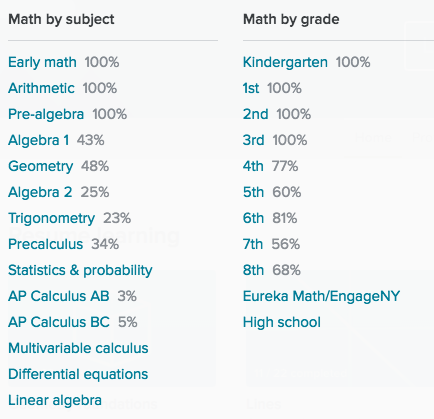 Math by subject
Early math 100%
Arithmetic 100%
Pre-algebra 100%
Algebra 1 43%
Geometry 48%
Algebra 2 25%
Trigonometry 23%
Precalculus 34%
Statistics & probability
AP Calculus AB 3%
AP Calculus BC 5%
Multivariable calculus
Differential equations
Linear algebra
Math by grade
Kindergarten 100%
1st 100%
2nd 100%
3rd 100%
4th 77%
5th 60%
6th 81%
7th 56%
8th 68%
Eureka Math/EngageNY
High school